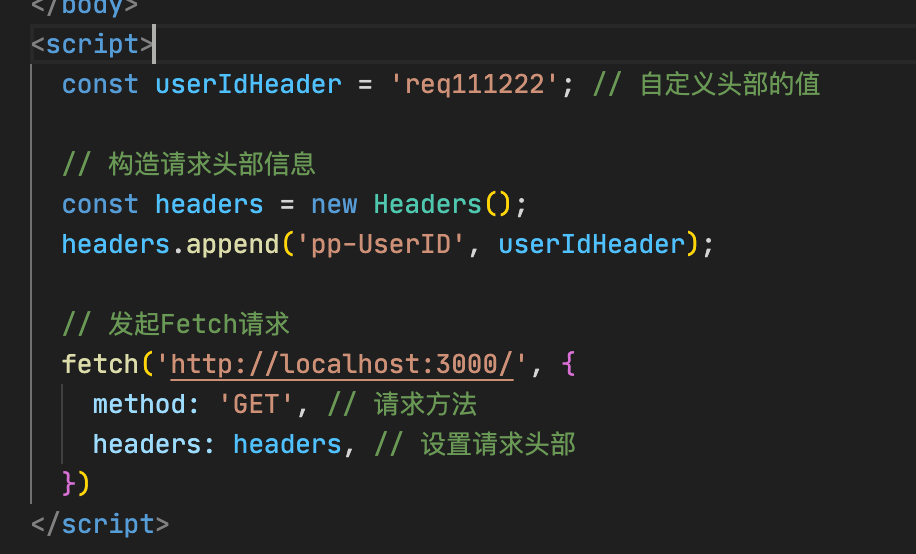 </body>
<script>
const userIdHeader = 'req111222'; // 自定义头部的值
// 构造请求头部信息
const headers = new Headers();
headers.append('pp-UserID', userIdHeader);
// 发起Fetch请求
fetch('http://localhost:3000/', {
method: 'GET', // 请求方法
headers: headers, // 设置请求头部
})
</script>